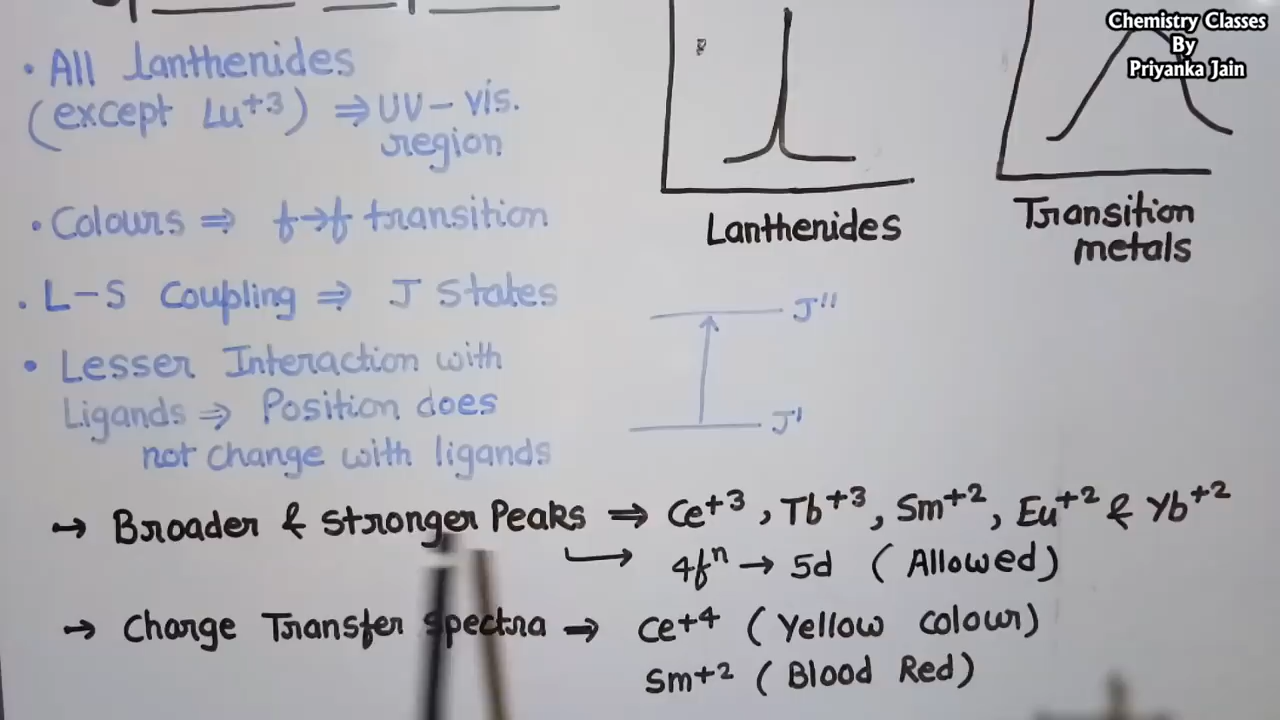 Chemistry Classes
By
Priyanka Jain
• All Lanthenides
(except Lu+3) ⇒ UV - vis.
region
• Colours ⇒ f→f transition
• L-S Coupling ⇒ J States
• Lesser Interaction with
Ligands ⇒ Position does
not change with ligands
Lanthenides
Transition
metals
J''
J'
→ Broader & Stronger Peaks ⇒ Ce+3, Tb+3, Sm+2, Eu+2 & Yb+2
4fn → 5d (Allowed)
→ Charge Transfer Spectra ⇒ Ce+4 (Yellow colour)
Sm+2 (Blood Red)